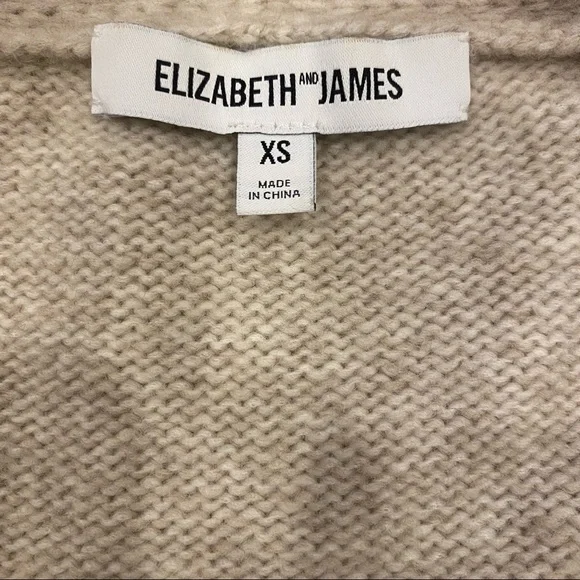 ELIZABETH AND JAMES
XS
MADE
IN CHINA